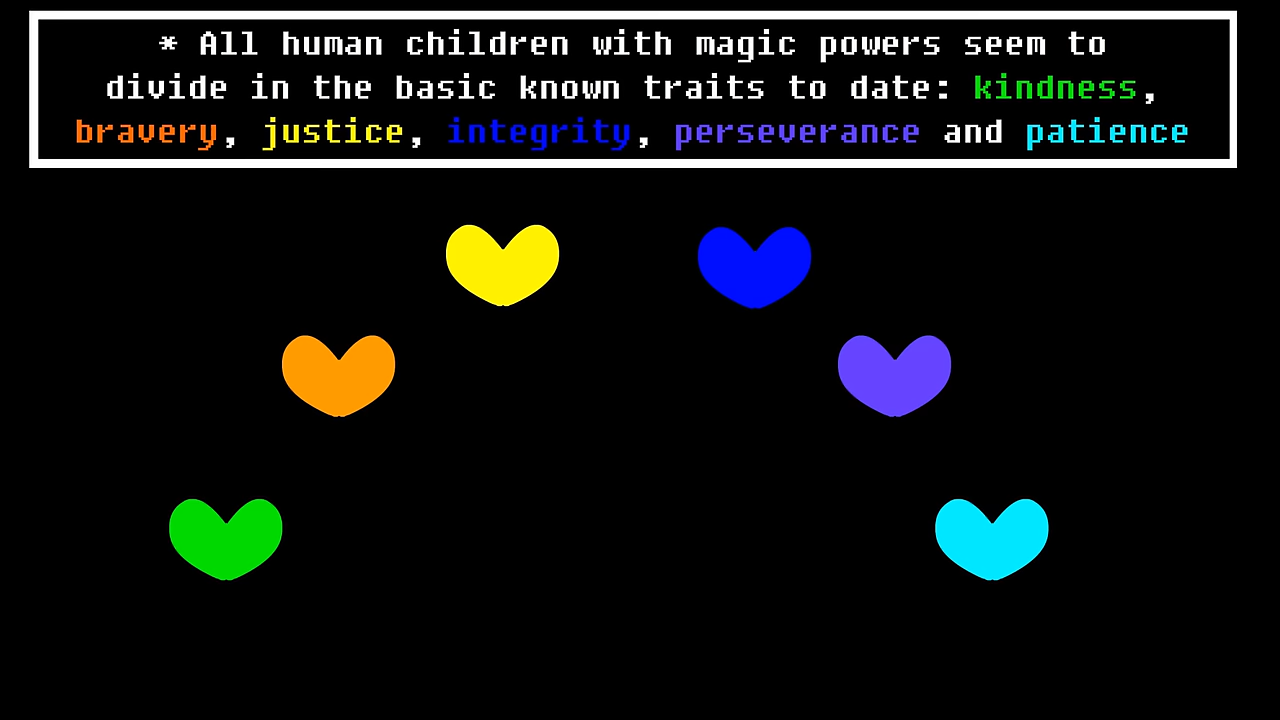 * All human children with magic powers seem to
divide in the basic known traits to date: kindness,
bravery, justice, integrity, perseverance and patience